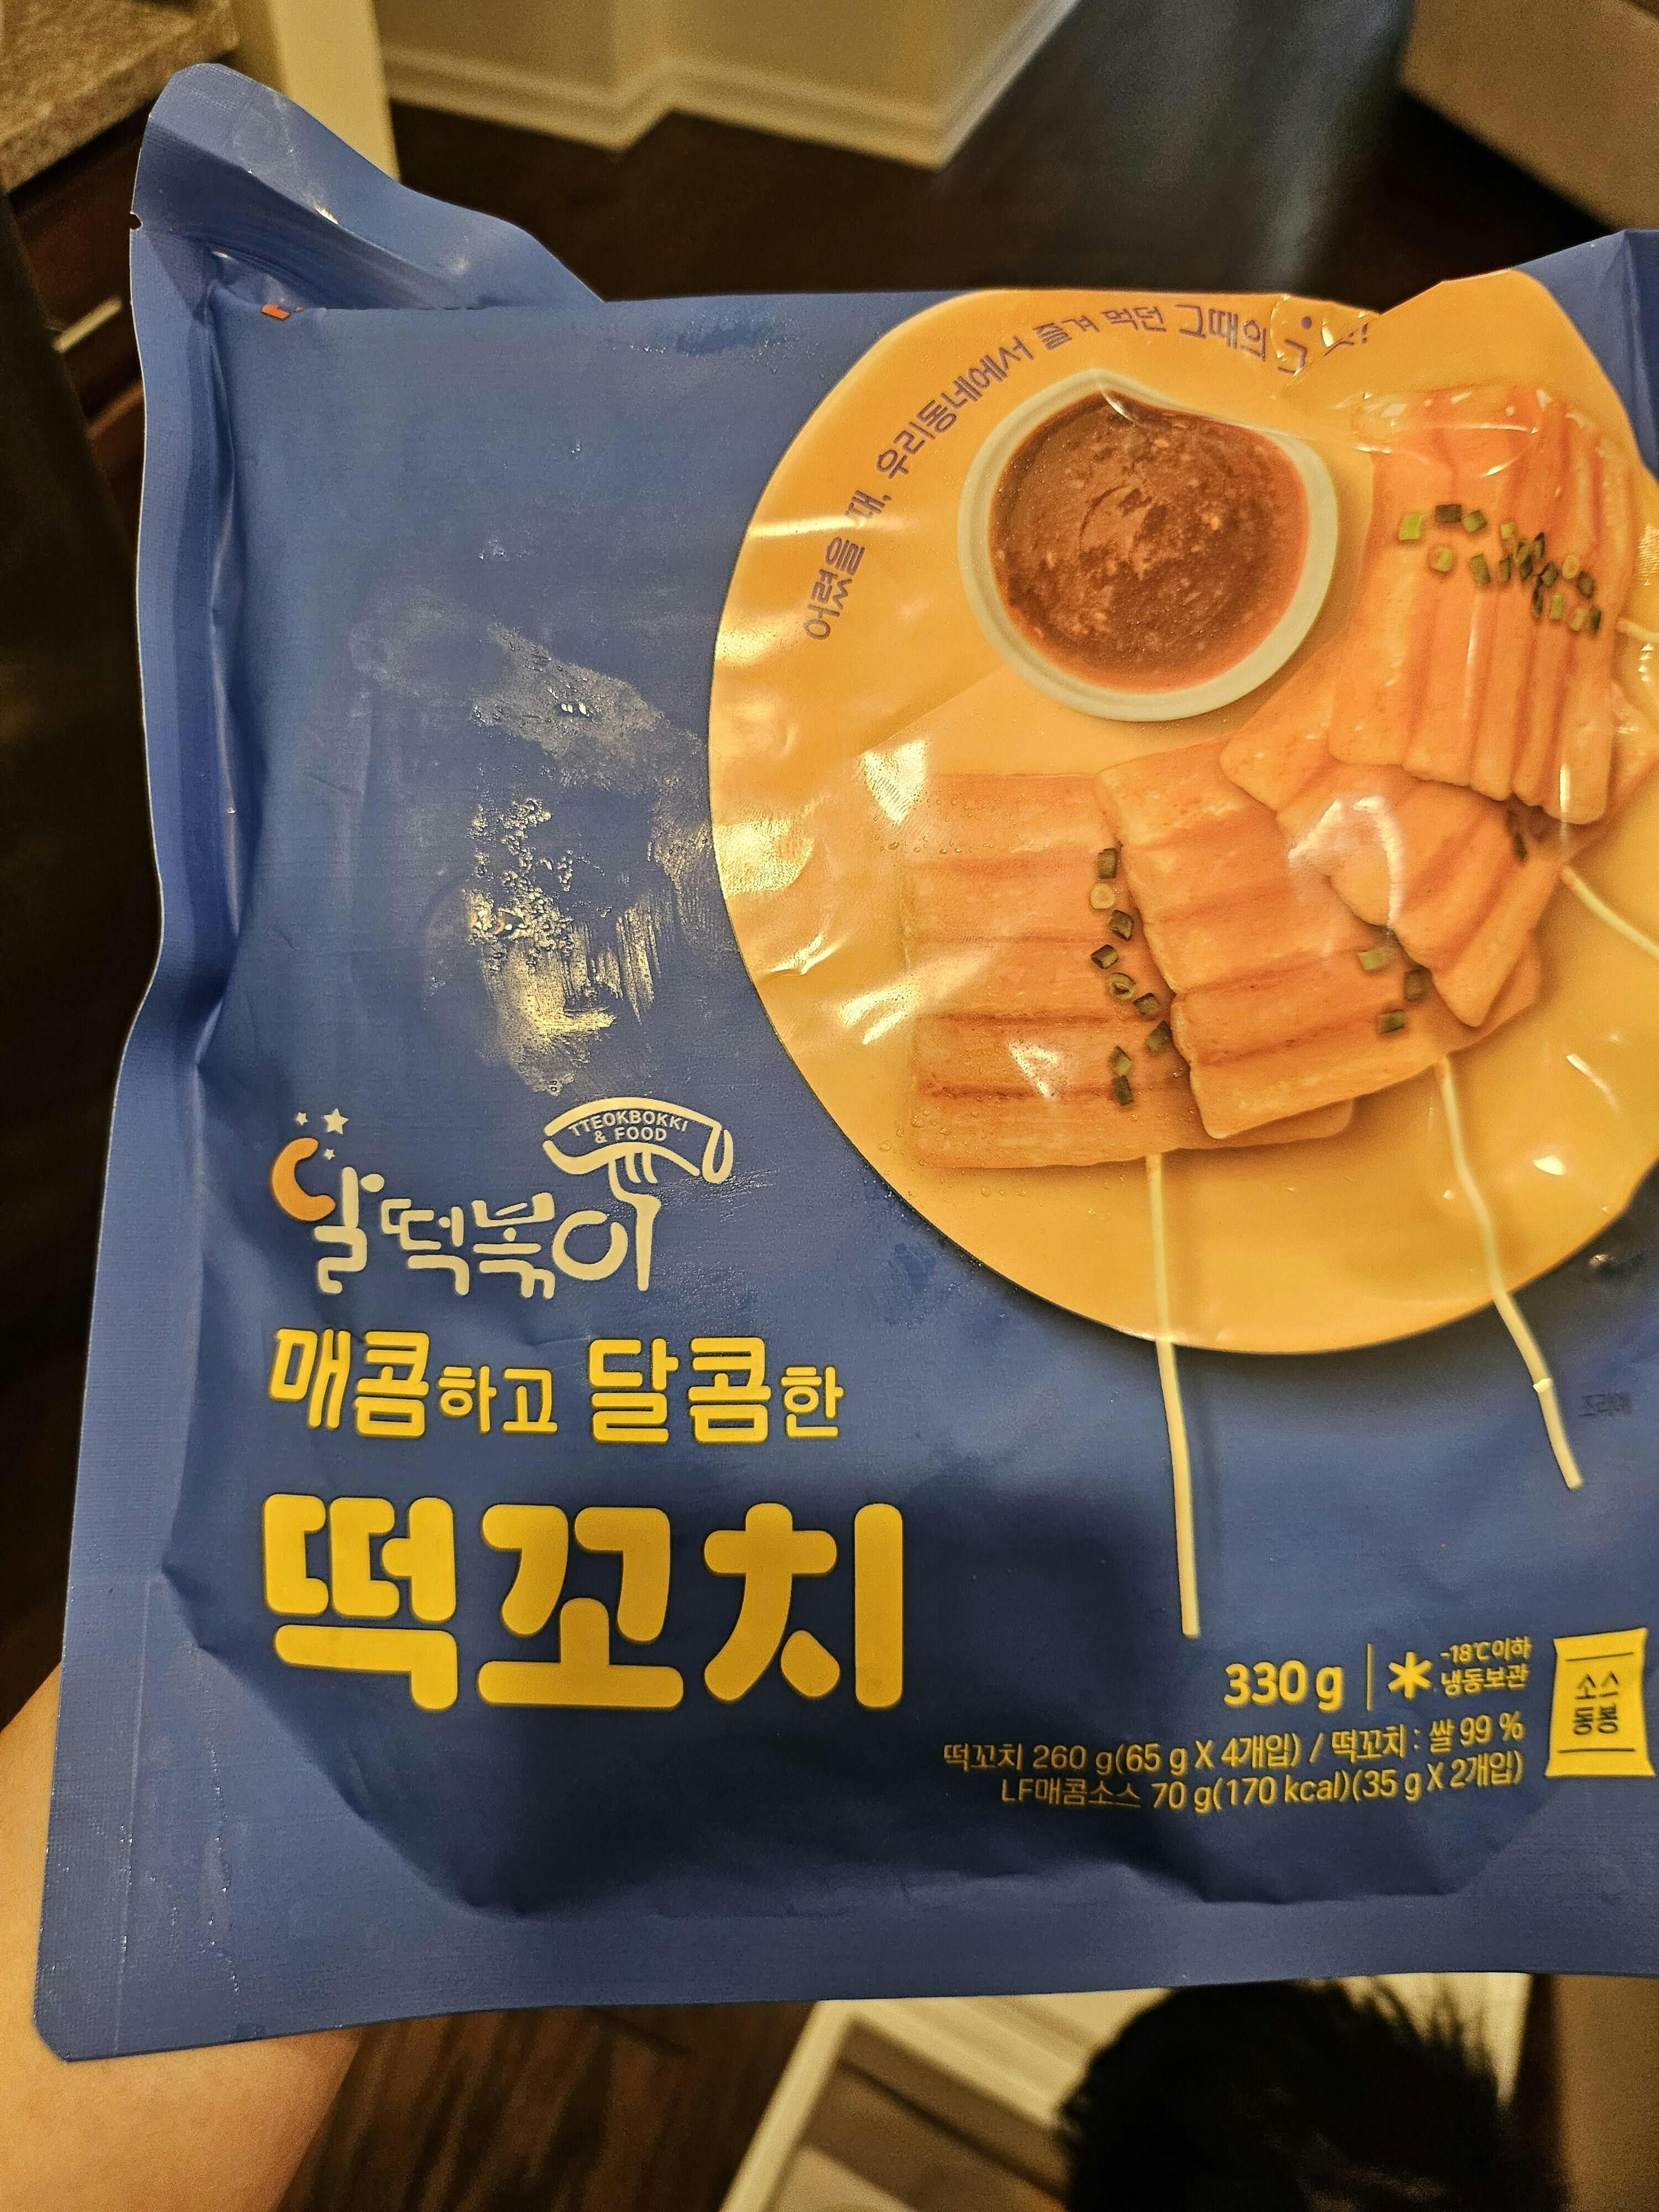 어렸을 때, 우리동네에서 즐겨 먹던 그때의 그
TTEOKBOKKI
& FOOD
달떡볶이
매콤하고 달콤한
떡꼬치
330 g
-18℃이하
냉동보관
소스
동봉
떡꼬치 260 g(65 g X 4개입) / 떡꼬치 : 쌀 99 %
LF매콤소스 70 g(170 kcal)(35 g X 2개입)